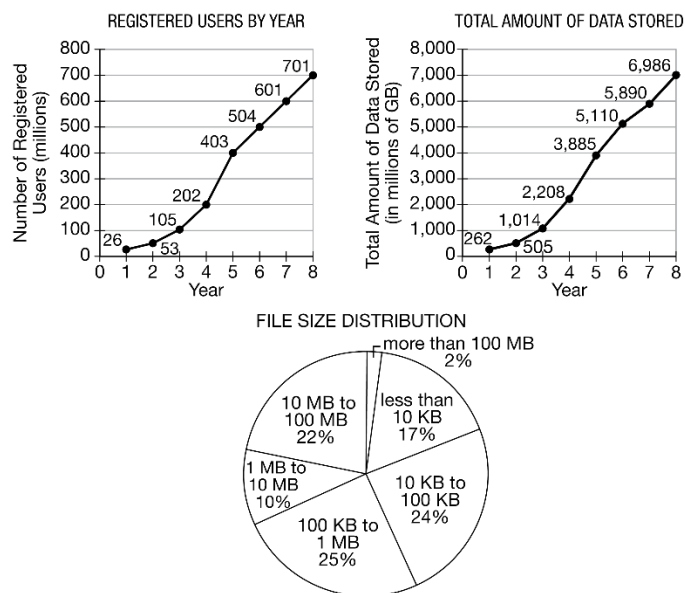 REGISTERED USERS BY YEAR
Number of Registered
Users (millions)
800
700
600
500
400
300
200
100
0
26
53
105
202
403
504
601
701
0 1 2 3 4 5 6 7 8
Year
TOTAL AMOUNT OF DATA STORED
Total Amount of Data Stored
(in millions of GB)
8,000
7,000
6,000
5,000
4,000
3,000
2,000
1,000
0
262
505
1,014
2,208
3,885
5,110
5,890
6,986
0 1 2 3 4 5 6 7 8
Year
FILE SIZE DISTRIBUTION
more than 100 MB
2%
less than
10 KB
17%
10 KB to
100 KB
24%
100 KB to
1 MB
25%
1 MB to
10 MB
10%
10 MB to
100 MB
22%